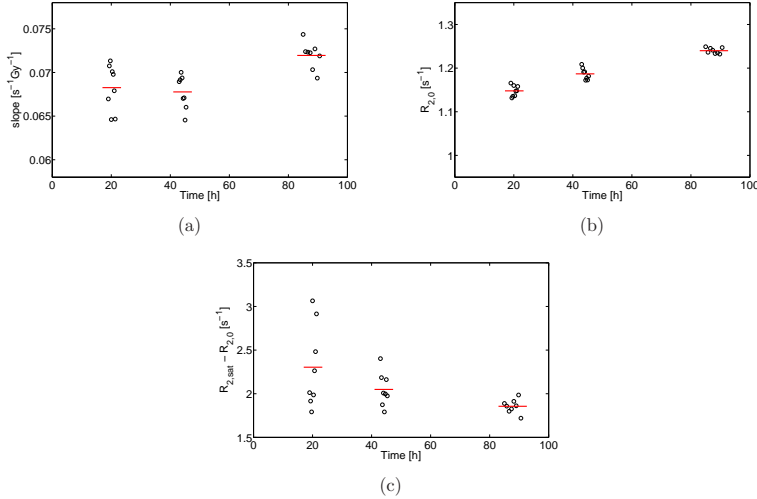 0.075
0.07
0.065
0.06
slope [s⁻¹Gy⁻¹]
0 20 40 60 80 100
Time [h]
(a)
1.3
1.2
1.1
1
R₂,₀ [s⁻¹]
0 20 40 60 80 100
Time [h]
(b)
3.5
3
2.5
2
1.5
R₂,sat − R₂,₀ [s⁻¹]
0 20 40 60 80 100
Time [h]
(c)